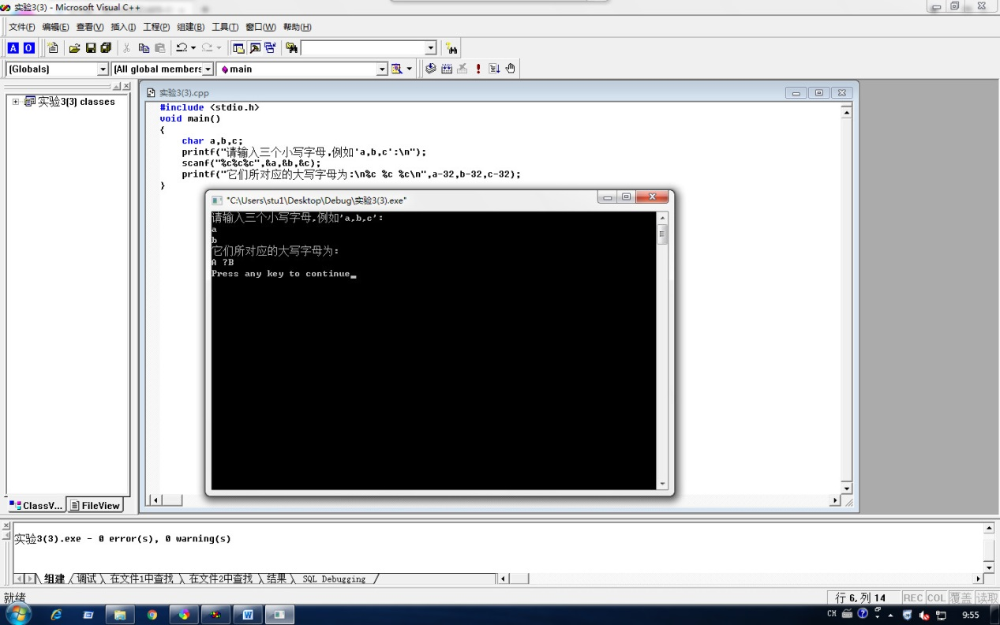 实验3(3) - Microsoft Visual C++
文件(F) 编辑(E) 查看(V) 插入(I) 工程(P) 组建(B) 工具(T) 窗口(W) 帮助(H)
A O
(Globals) (All global members main
实验3(3) classes
实验3(3).cpp
#include <stdio.h>
void main()
{
char a,b,c;
printf("请输入三个小写字母,例如'a,b,c':\n");
scanf("%c%c%c",&a,&b,&c);
printf("它们所对应的大写字母为:\n%c %c %c\n",a-32,b-32,c-32);
}
"C:\Users\stu1\Desktop\Debug\实验3(3).exe"
请输入三个小写字母,例如'a,b,c':
a
b
它们所对应的大写字母为:
A ?B
Press any key to continue
ClassV... FileView
实验3(3).exe - 0 error(s), 0 warning(s)
组建 调试 在文件1中查找 在文件2中查找 结果 SQL Debugging
就绪
行 6, 列 14 REC COL 覆盖 读取
CH 9:55